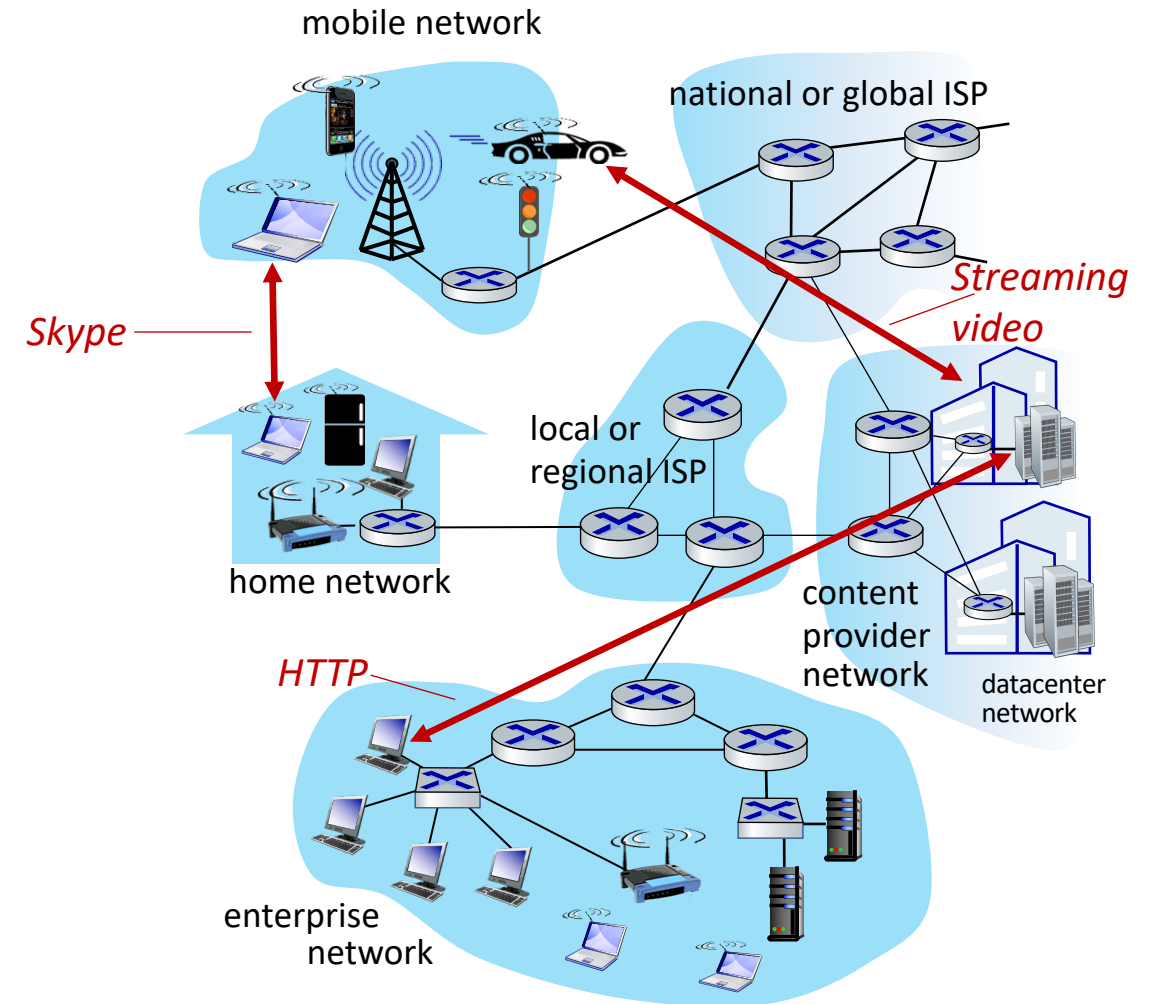 mobile network
national or global ISP
Streaming
video
Skype
local or
regional ISP
home network
content
provider
network
datacenter
network
HTTP
enterprise
network